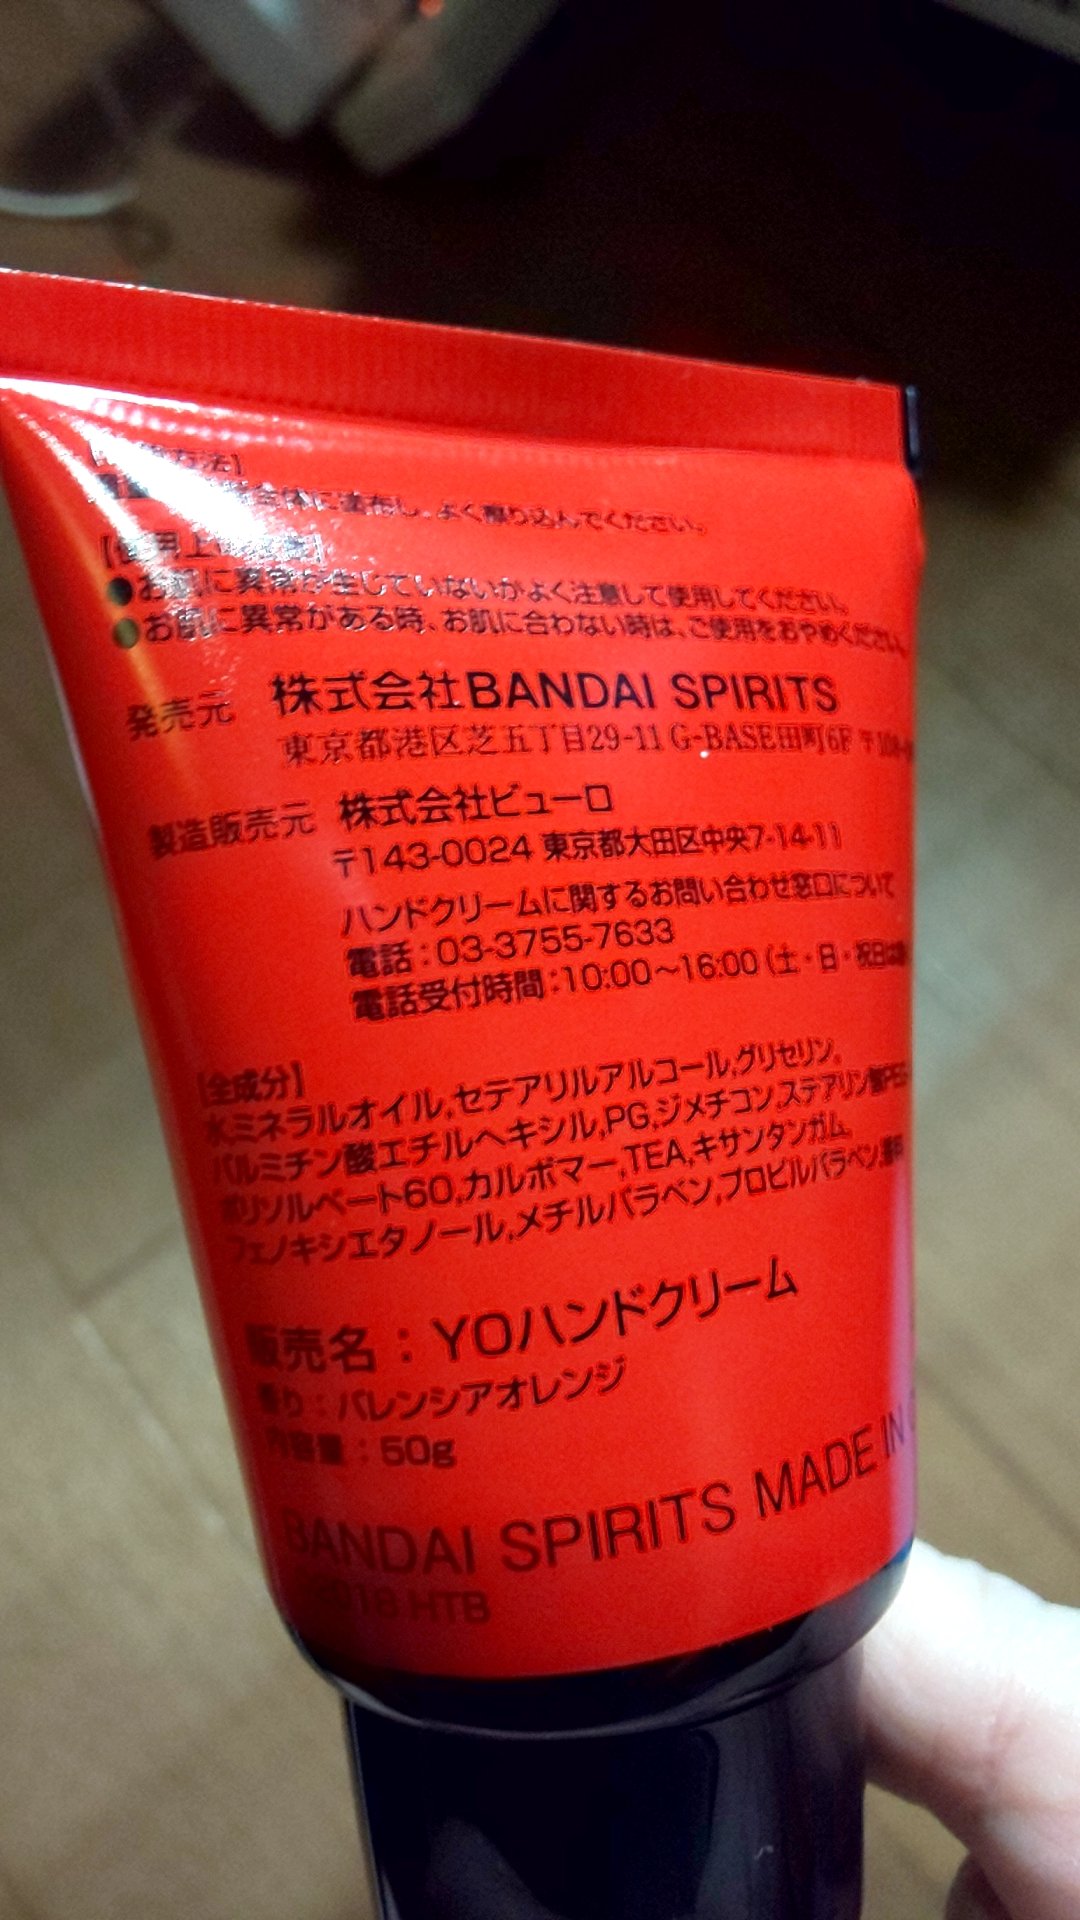 方法】
全体に塗布し、よく擦り込んでください。
【使用上の
●お肌に異常が生じていないかよく注意して使用してください。
●お肌に異常がある時、お肌に合わない時は、ご使用をおやめください。
発売元 株式会社BANDAI SPIRITS
東京都港区芝五丁目29-11 G-BASE田町6F 〒108-
製造販売元 株式会社ビューロ
〒143-0024 東京都大田区中央7-14-11
ハンドクリームに関するお問い合わせ窓口について
電話：03-3755-7633
電話受付時間：10:00～16:00（土・日・祝日は
【全成分】
水,ミネラルオイル,セテアリルアルコール,グリセリン,
パルミチン酸エチルヘキシル,PG,ジメチコン,ステアリン酸PEG-
ポリソルベート60,カルボマー,TEA,キサンタンガム,
フェノキシエタノール,メチルパラベン,プロピルパラベン,香料
販売名：YOハンドクリーム
香り：バレンシアオレンジ
内容量：50g
BANDAI SPIRITS MADE IN
2018.HTB